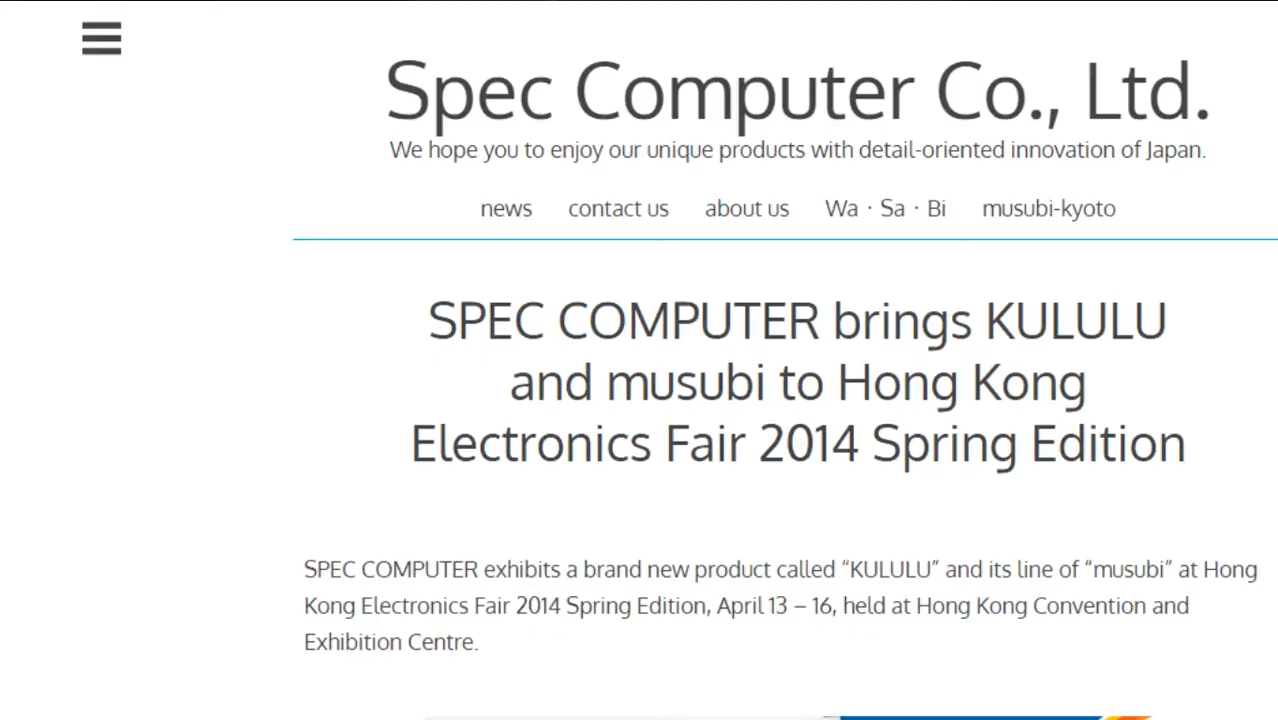 Spec Computer Co., Ltd.
We hope you to enjoy our unique products with detail-oriented innovation of Japan.
news contact us about us Wa・Sa・Bi musubi-kyoto
SPEC COMPUTER brings KULULU
and musubi to Hong Kong
Electronics Fair 2014 Spring Edition
SPEC COMPUTER exhibits a brand new product called “KULULU” and its line of “musubi” at Hong
Kong Electronics Fair 2014 Spring Edition, April 13 – 16, held at Hong Kong Convention and
Exhibition Centre.